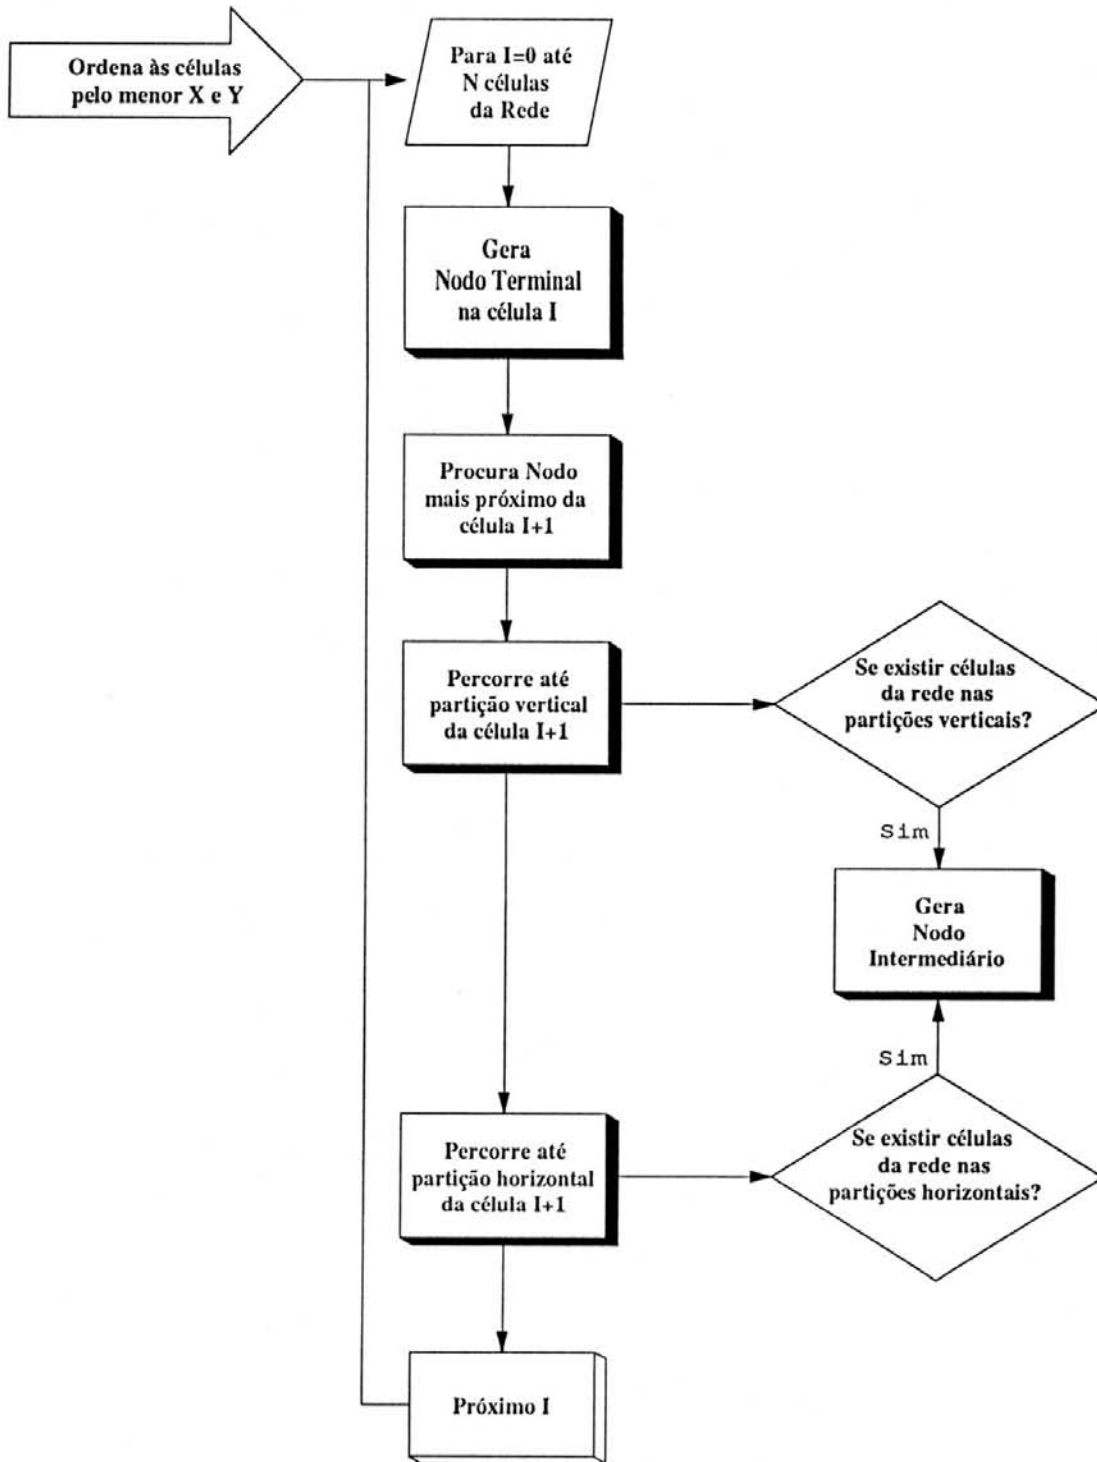 Ordena às células
pelo menor X e Y
Para I=0 até
N células
da Rede
Gera
Nodo Terminal
na célula I
Procura Nodo
mais próximo da
célula I+1
Percorre até
partição vertical
da célula I+1
Se existir células
da rede nas
partições verticais?
Sim
Gera
Nodo
Intermediário
Sim
Percorre até
partição horizontal
da célula I+1
Se existir células
da rede nas
partições horizontais?
Próximo I